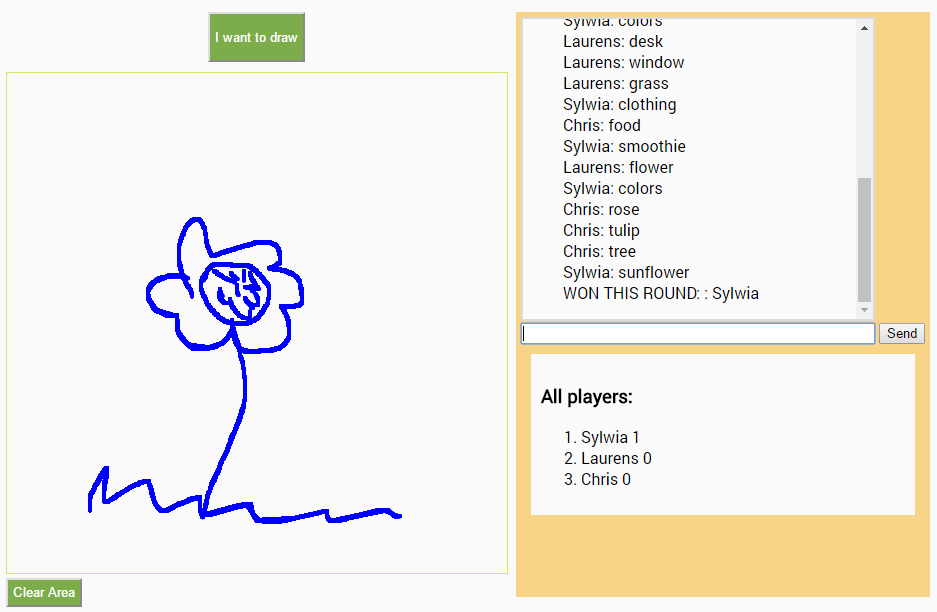 I want to draw
Sylwia: colors
Laurens: desk
Laurens: window
Laurens: grass
Sylwia: clothing
Chris: food
Sylwia: smoothie
Laurens: flower
Sylwia: colors
Chris: rose
Chris: tulip
Chris: tree
Sylwia: sunflower
WON THIS ROUND: : Sylwia
Send
All players:
1. Sylwia 1
2. Laurens 0
3. Chris 0
Clear Area